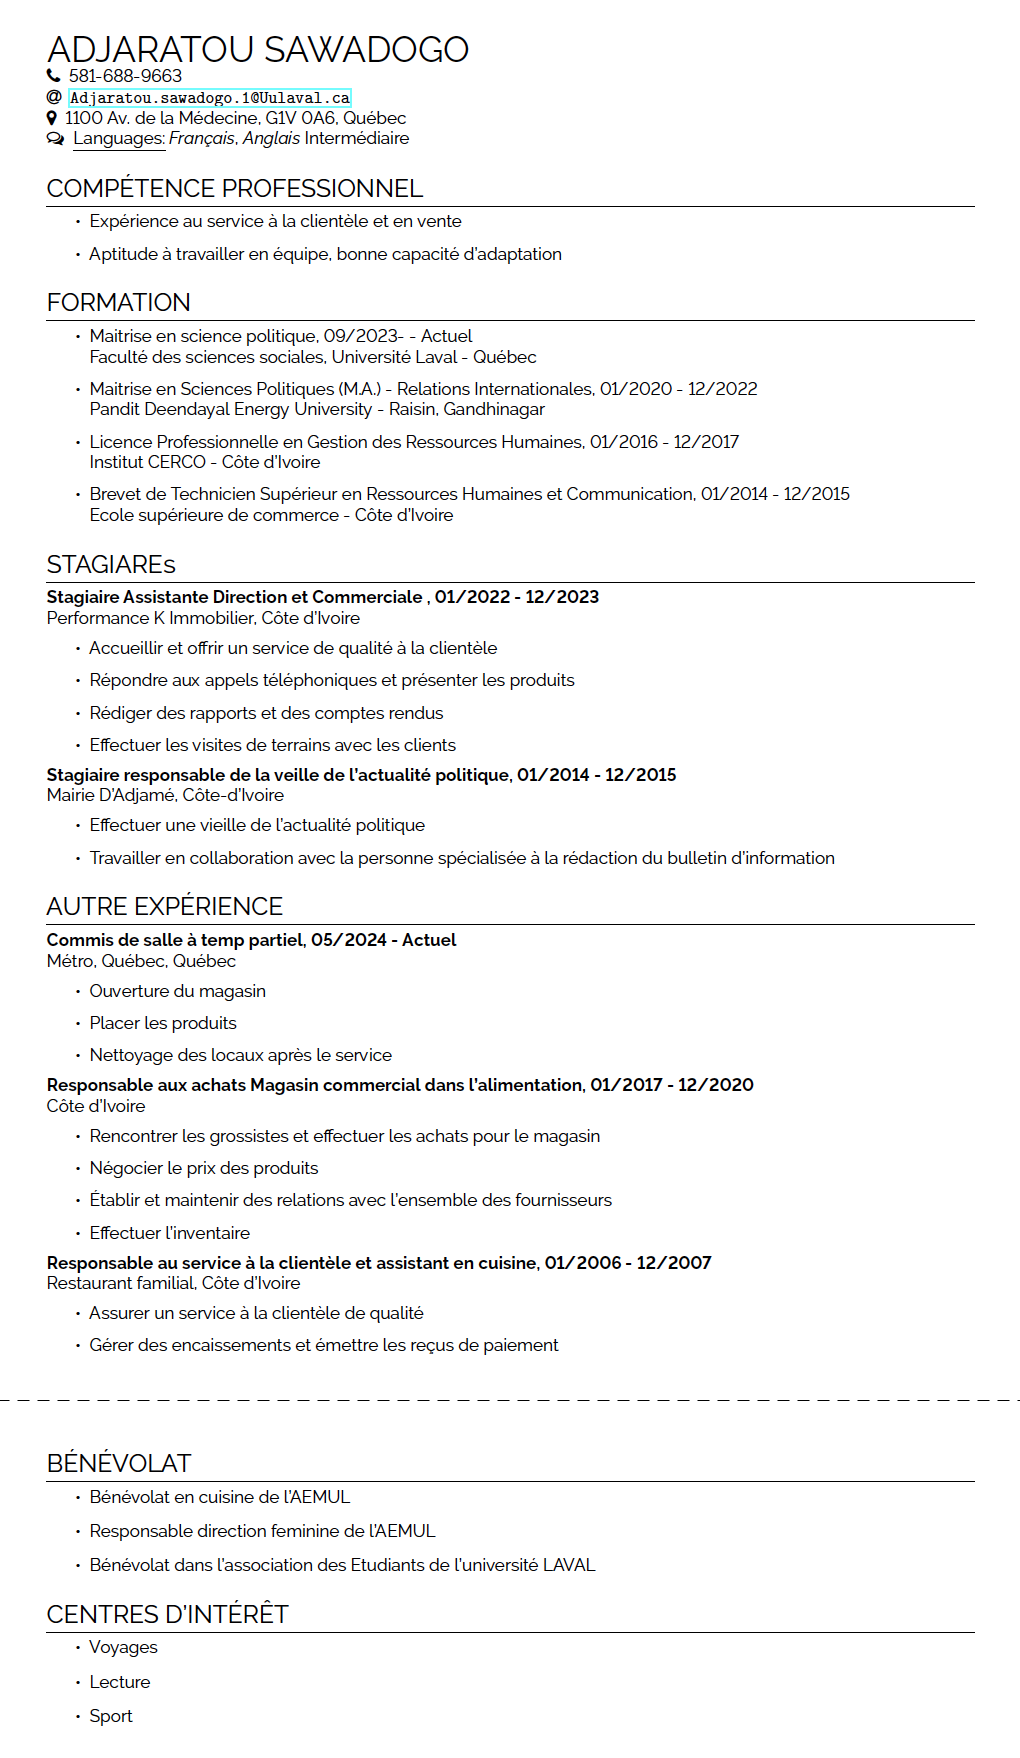 ADJARATOU SAWADOGO
581-688-9663
Adjaratou.sawadogo.1@Uulaval.ca
1100 Av. de la Médecine, G1V 0A6, Québec
Languages: Français, Anglais Intermédiaire
COMPÉTENCE PROFESSIONNEL
• Expérience au service à la clientèle et en vente
• Aptitude à travailler en équipe, bonne capacité d'adaptation
FORMATION
• Maitrise en science politique, 09/2023- - Actuel
Faculté des sciences sociales, Université Laval - Québec
• Maitrise en Sciences Politiques (M.A.) - Relations Internationales, 01/2020 - 12/2022
Pandit Deendayal Energy University - Raisin, Gandhinagar
• Licence Professionnelle en Gestion des Ressources Humaines, 01/2016 - 12/2017
Institut CERCO - Côte d'Ivoire
• Brevet de Technicien Supérieur en Ressources Humaines et Communication, 01/2014 - 12/2015
Ecole supérieure de commerce - Côte d'Ivoire
STAGIAREs
Stagiaire Assistante Direction et Commerciale , 01/2022 - 12/2023
Performance K Immobilier, Côte d'Ivoire
• Accueillir et offrir un service de qualité à la clientèle
• Répondre aux appels téléphoniques et présenter les produits
• Rédiger des rapports et des comptes rendus
• Effectuer les visites de terrains avec les clients
Stagiaire responsable de la veille de l'actualité politique, 01/2014 - 12/2015
Mairie D'Adjamé, Côte-d'Ivoire
• Effectuer une vieille de l'actualité politique
• Travailler en collaboration avec la personne spécialisée à la rédaction du bulletin d'information
AUTRE EXPÉRIENCE
Commis de salle à temp partiel, 05/2024 - Actuel
Métro, Québec, Québec
• Ouverture du magasin
• Placer les produits
• Nettoyage des locaux après le service
Responsable aux achats Magasin commercial dans l'alimentation, 01/2017 - 12/2020
Côte d'Ivoire
• Rencontrer les grossistes et effectuer les achats pour le magasin
• Négocier le prix des produits
• Établir et maintenir des relations avec l'ensemble des fournisseurs
• Effectuer l'inventaire
Responsable au service à la clientèle et assistant en cuisine, 01/2006 - 12/2007
Restaurant familial, Côte d'Ivoire
• Assurer un service à la clientèle de qualité
• Gérer des encaissements et émettre les reçus de paiement
BÉNÉVOLAT
• Bénévolat en cuisine de l'AEMUL
• Responsable direction feminine de l'AEMUL
• Bénévolat dans l'association des Etudiants de l'université LAVAL
CENTRES D'INTÉRÊT
• Voyages
• Lecture
• Sport